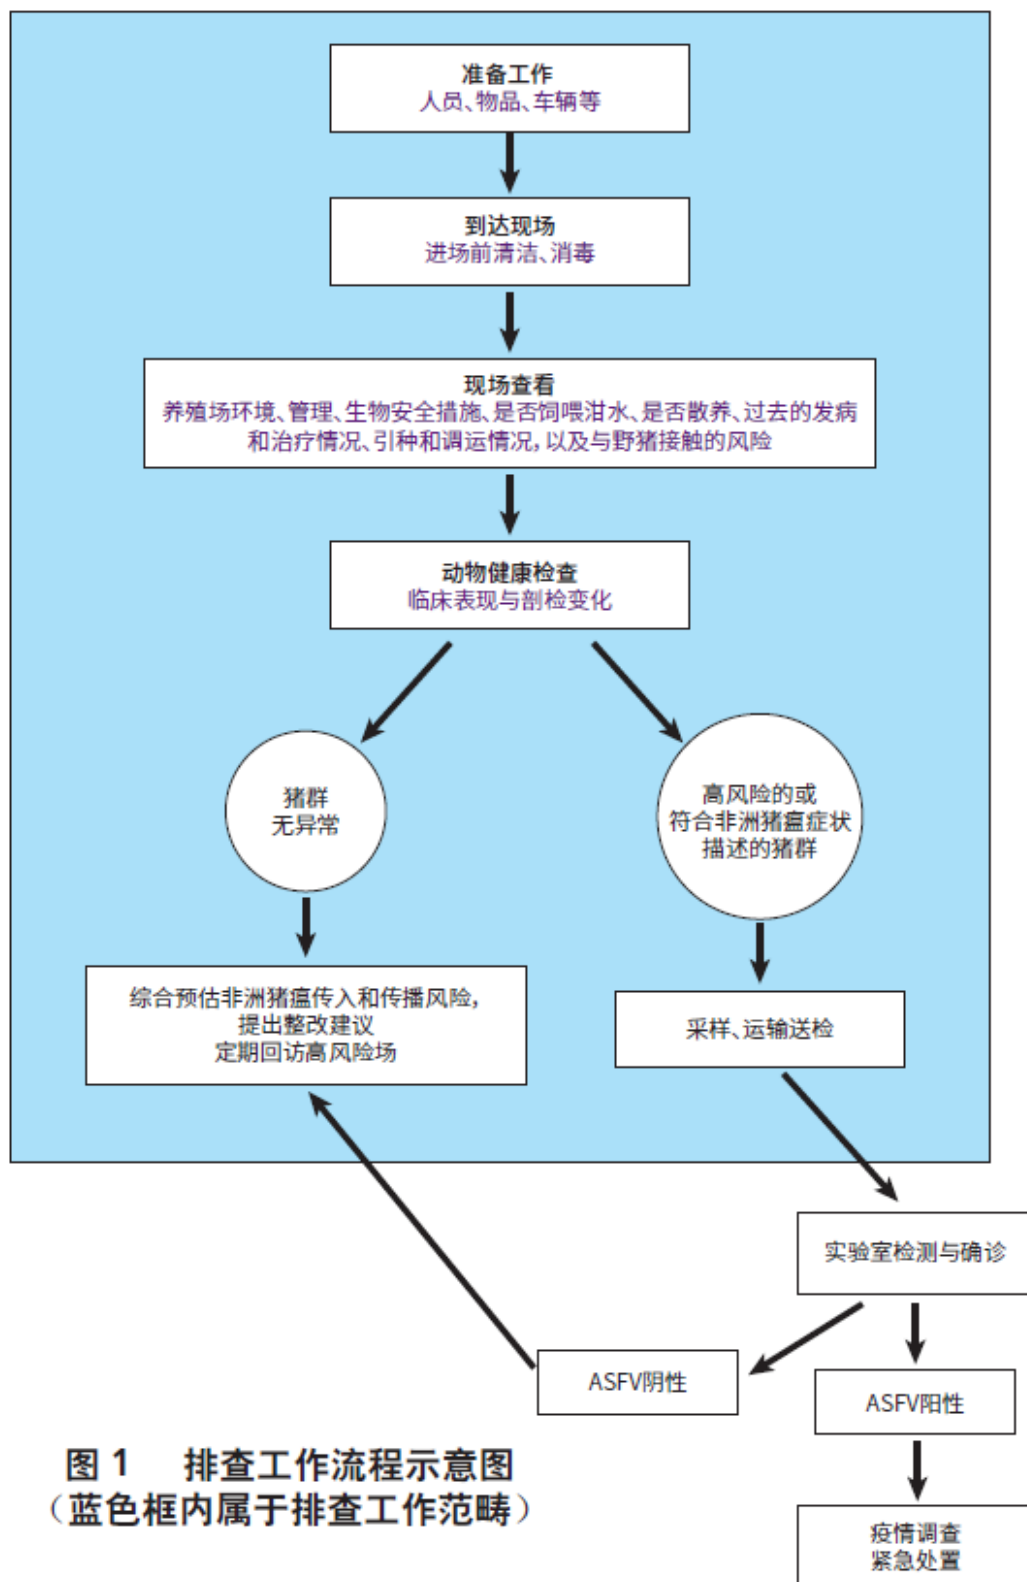 准备工作
人员、物品、车辆等
到达现场
进场前清洁、消毒
现场查看
养殖场环境、管理、生物安全措施、是否饲喂泔水、是否散养、过去的发病
和治疗情况、引种和调运情况，以及与野猪接触的风险
动物健康检查
临床表现与剖检变化
猪群
无异常
高风险的或
符合非洲猪瘟症状
描述的猪群
综合预估非洲猪瘟传入和传播风险，
提出整改建议
定期回访高风险场
采样、运输送检
实验室检测与确诊
ASFV阴性
ASFV阳性
疫情调查
紧急处置
图 1 排查工作流程示意图
（蓝色框内属于排查工作范畴）